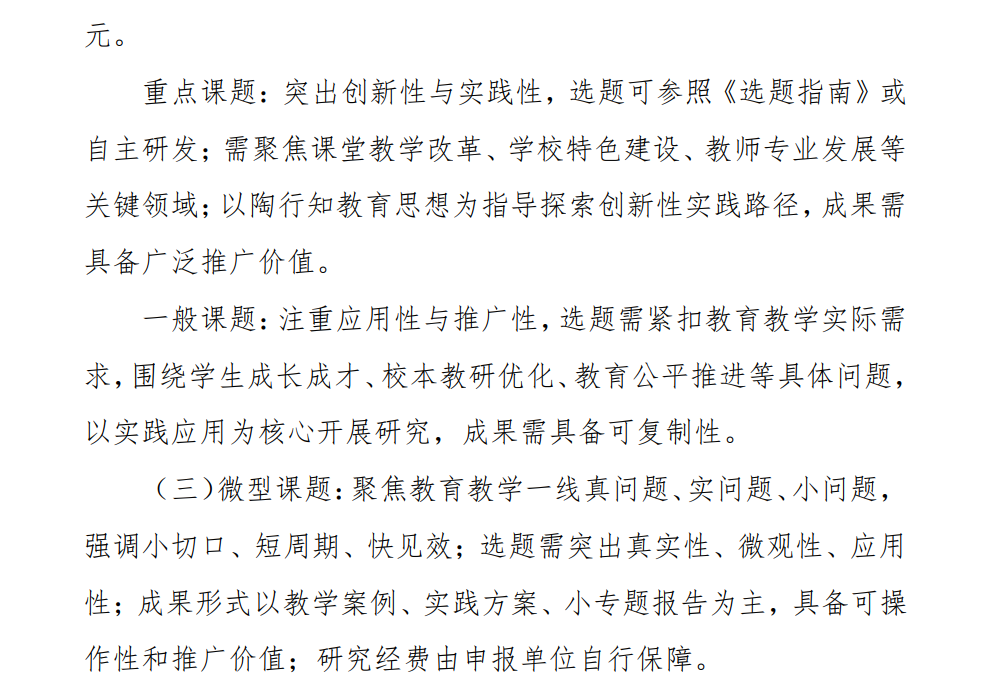 元。
重点课题：突出创新性与实践性，选题可参照《选题指南》或
自主研发；需聚焦课堂教学改革、学校特色建设、教师专业发展等
关键领域；以陶行知教育思想为指导探索创新性实践路径，成果需
具备广泛推广价值。
一般课题：注重应用性与推广性，选题需紧扣教育教学实际需
求，围绕学生成长成才、校本教研优化、教育公平推进等具体问题，
以实践应用为核心开展研究，成果需具备可复制性。
（三）微型课题：聚焦教育教学一线真问题、实问题、小问题，
强调小切口、短周期、快见效；选题需突出真实性、微观性、应用
性；成果形式以教学案例、实践方案、小专题报告为主，具备可操
作性和推广价值；研究经费由申报单位自行保障。